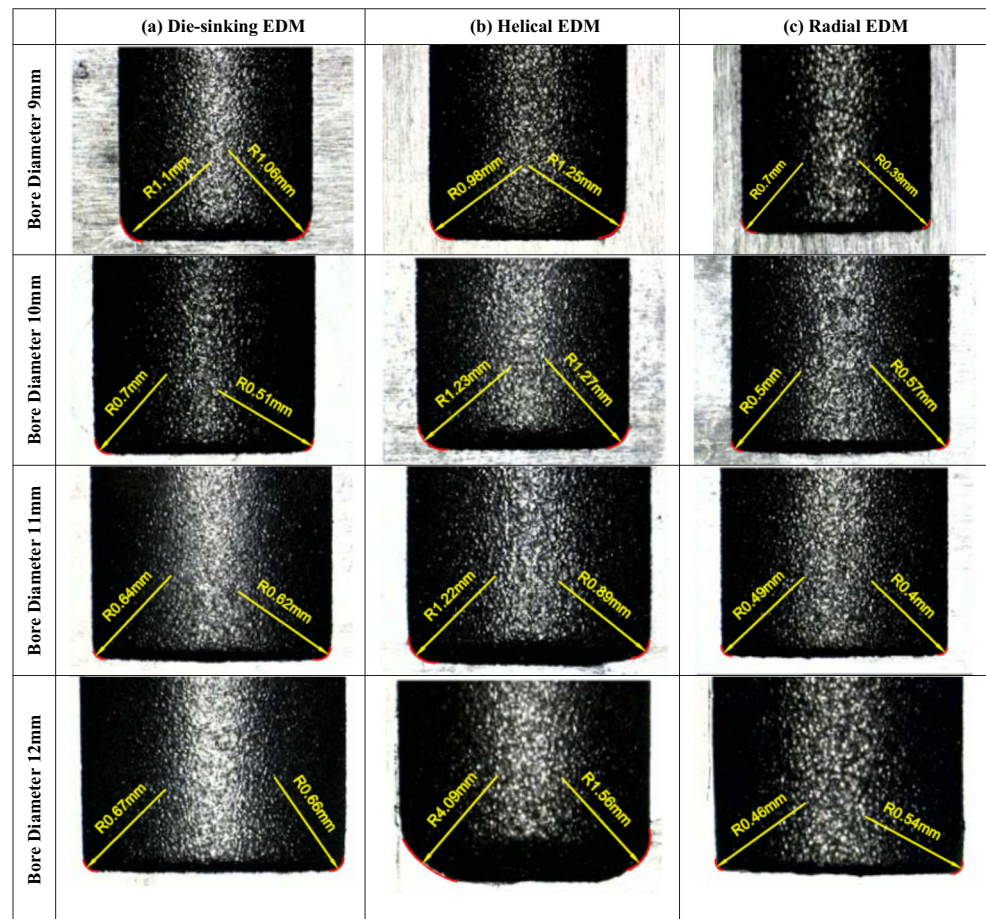 (a) Die-sinking EDM
(b) Helical EDM
(c) Radial EDM
Bore Diameter 9mm
R1.1mm
R1.06mm
R0.98mm
R1.25mm
R0.7mm
R0.39mm
Bore Diameter 10mm
R0.7mm
R0.51mm
R1.23mm
R1.27mm
R0.5mm
R0.57mm
Bore Diameter 11mm
R0.64mm
R0.62mm
R1.22mm
R0.89mm
R0.49mm
R0.4mm
Bore Diameter 12mm
R0.67mm
R0.66mm
R4.09mm
R1.56mm
R0.46mm
R0.54mm